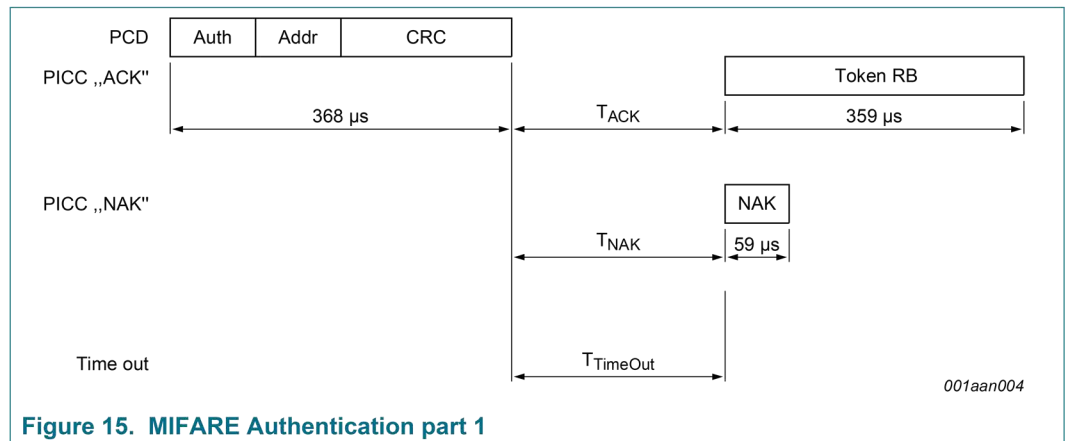 PCD Auth Addr CRC
PICC ,,ACK" Token RB
368 µs TACK 359 µs
PICC ,,NAK" NAK
TNAK 59 µs
Time out TTimeOut
001aan004
Figure 15. MIFARE Authentication part 1